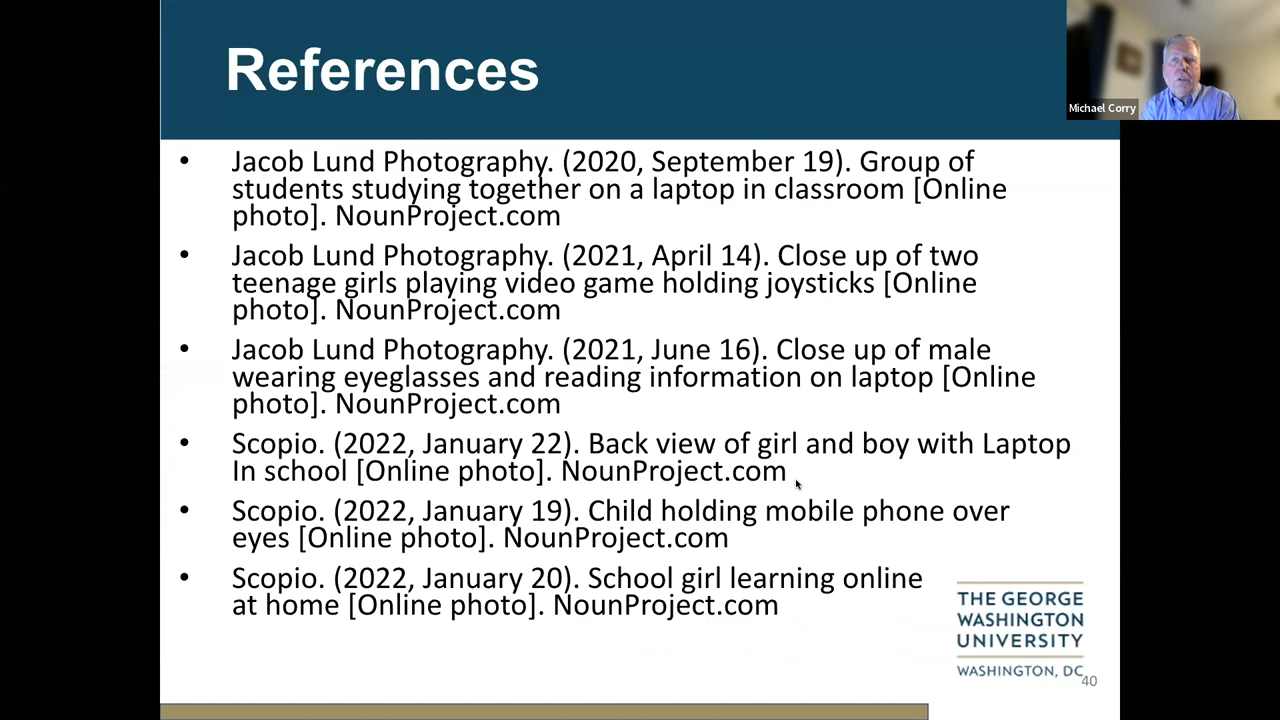 References
Michael Corry
• Jacob Lund Photography. (2020, September 19). Group of
students studying together on a laptop in classroom [Online
photo]. NounProject.com
• Jacob Lund Photography. (2021, April 14). Close up of two
teenage girls playing video game holding joysticks [Online
photo]. NounProject.com
• Jacob Lund Photography. (2021, June 16). Close up of male
wearing eyeglasses and reading information on laptop [Online
photo]. NounProject.com
• Scopio. (2022, January 22). Back view of girl and boy with Laptop
In school [Online photo]. NounProject.com
• Scopio. (2022, January 19). Child holding mobile phone over
eyes [Online photo]. NounProject.com
• Scopio. (2022, January 20). School girl learning online
at home [Online photo]. NounProject.com
THE GEORGE
WASHINGTON
UNIVERSITY
WASHINGTON, DC
40